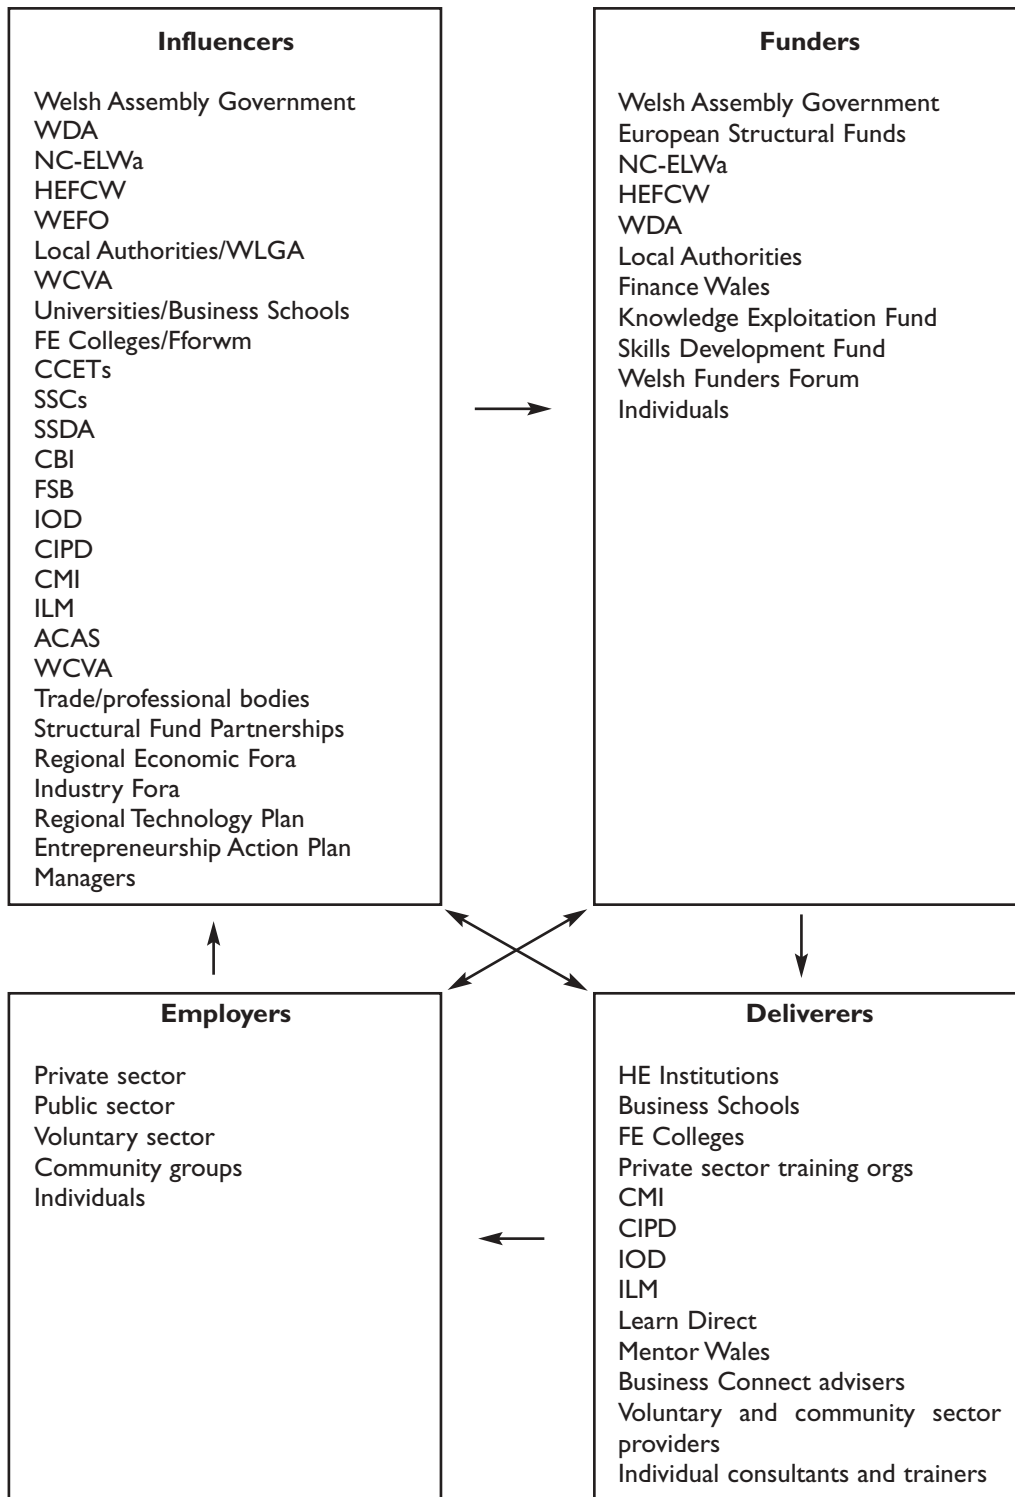 Influencers
Welsh Assembly Government
WDA
NC-ELWa
HEFCW
WEFO
Local Authorities/WLGA
WCVA
Universities/Business Schools
FE Colleges/Fforwm
CCETs
SSCs
SSDA
CBI
FSB
IOD
CIPD
CMI
ILM
ACAS
WCVA
Trade/professional bodies
Structural Fund Partnerships
Regional Economic Fora
Industry Fora
Regional Technology Plan
Entrepreneurship Action Plan
Managers
Funders
Welsh Assembly Government
European Structural Funds
NC-ELWa
HEFCW
WDA
Local Authorities
Finance Wales
Knowledge Exploitation Fund
Skills Development Fund
Welsh Funders Forum
Individuals
Employers
Private sector
Public sector
Voluntary sector
Community groups
Individuals
Deliverers
HE Institutions
Business Schools
FE Colleges
Private sector training orgs
CMI
CIPD
IOD
ILM
Learn Direct
Mentor Wales
Business Connect advisers
Voluntary and community sector
providers
Individual consultants and trainers